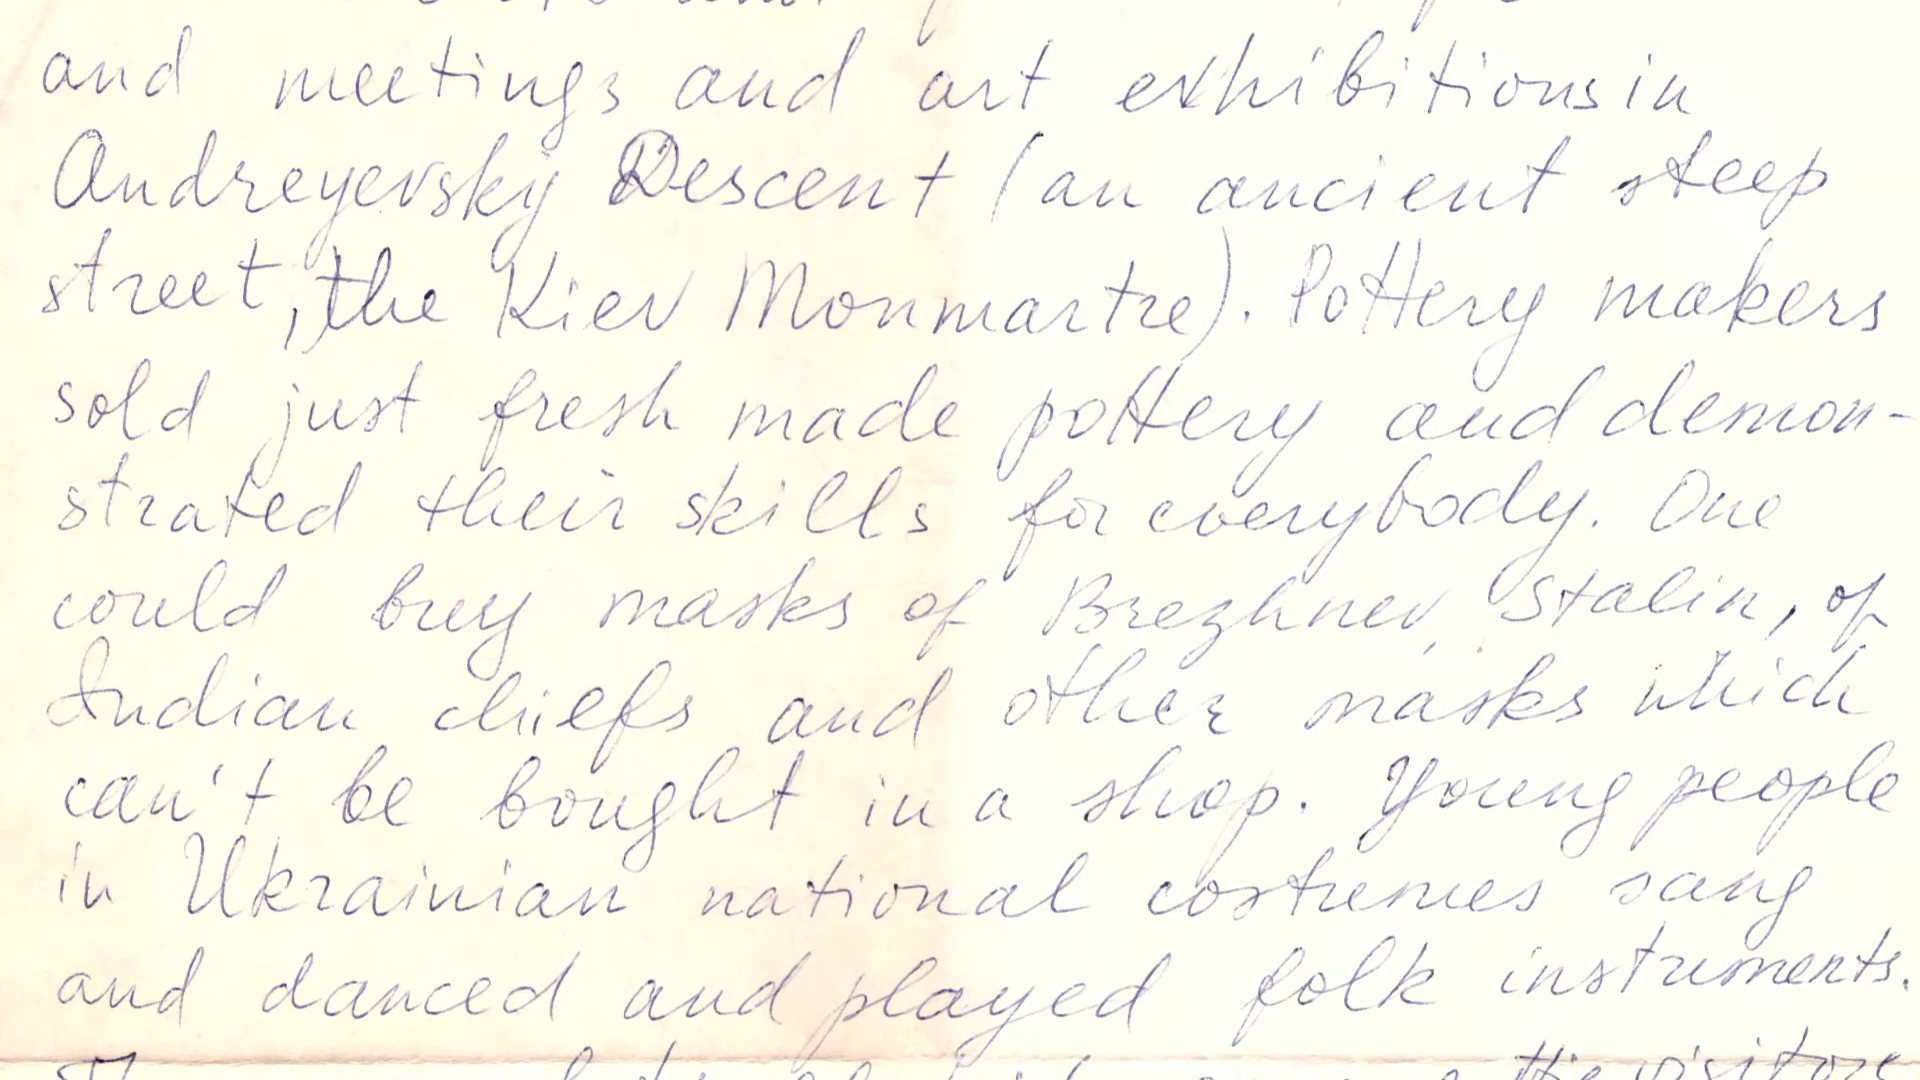 and meetings and art exhibitions in
Andreyevsky Descent (an ancient steep
street, the Kiev Monmartre). Pottery makers
sold just fresh made pottery and demon-
strated their skills for everybody. One
could buy masks of Brezhnev, Stalin, of
Indian chiefs and other masks which
can't be bought in a shop. Young people
in Ukrainian national costumes sang
and danced and played folk instruments.
the visitors